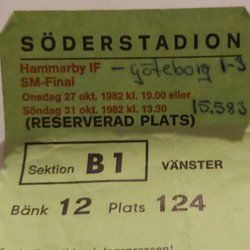 SÖDERSTADION
Hammarby IF – Göteborg 1-3
SM-Final
Onsdag 27 okt. 1982 kl. 19.00 eller
Söndag 31 okt. 1982 kl. 13.30 15.583
(RESERVERAD PLATS)
Sektion B 1 VÄNSTER
Bänk 12 Plats 124